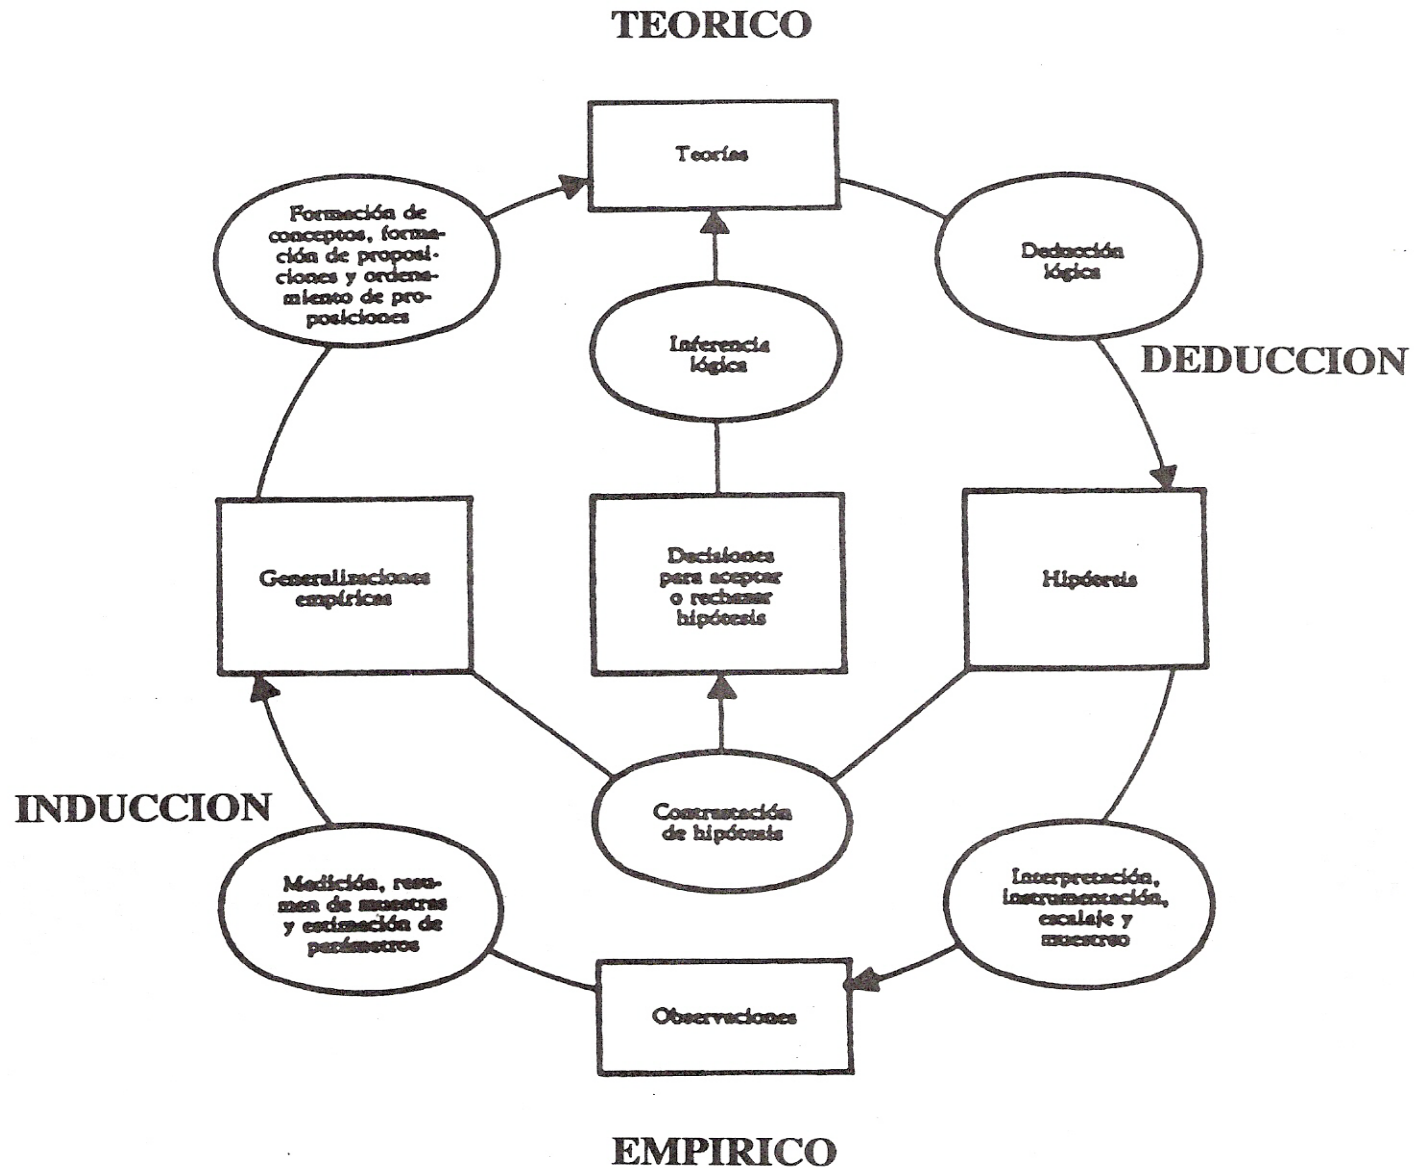 TEORICO
Teorías
Formación de
conceptos, forma-
ción de proposi-
ciones y ordena-
miento de pro-
posiciones
Deducción
lógica
Inferencia
lógica
DEDUCCION
Generalizaciones
empíricas
Decisiones
para aceptar
o rechazar
hipótesis
Hipótesis
INDUCCION
Contrastación
de hipótesis
Medición, resu-
men de muestras
y estimación de
parámetros
Interpretación,
instrumentación,
escalaje y
muestreo
Observaciones
EMPIRICO